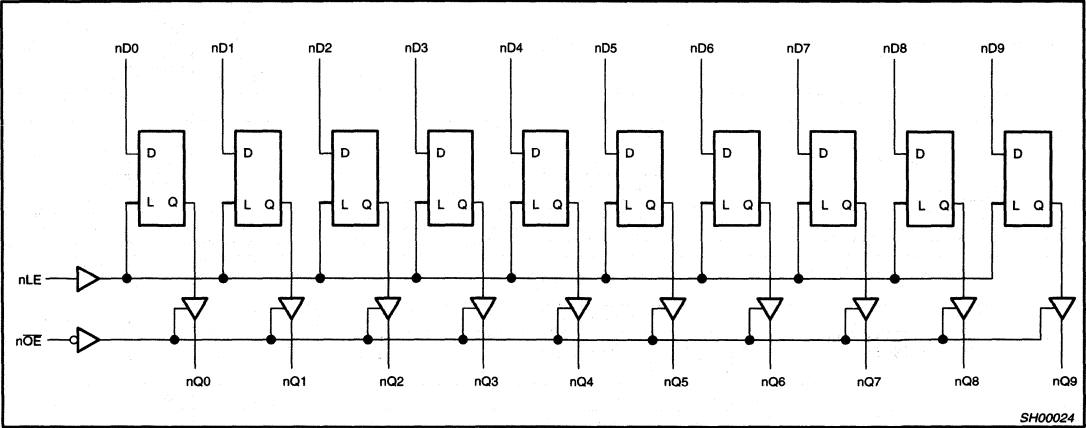 nD0 nD1 nD2 nD3 nD4 nD5 nD6 nD7 nD8 nD9
D D D D D D D D D D
L Q L Q L Q L Q L Q L Q L Q L Q L Q L Q
nLE
nO̅E̅
nQ0 nQ1 nQ2 nQ3 nQ4 nQ5 nQ6 nQ7 nQ8 nQ9
SH00024